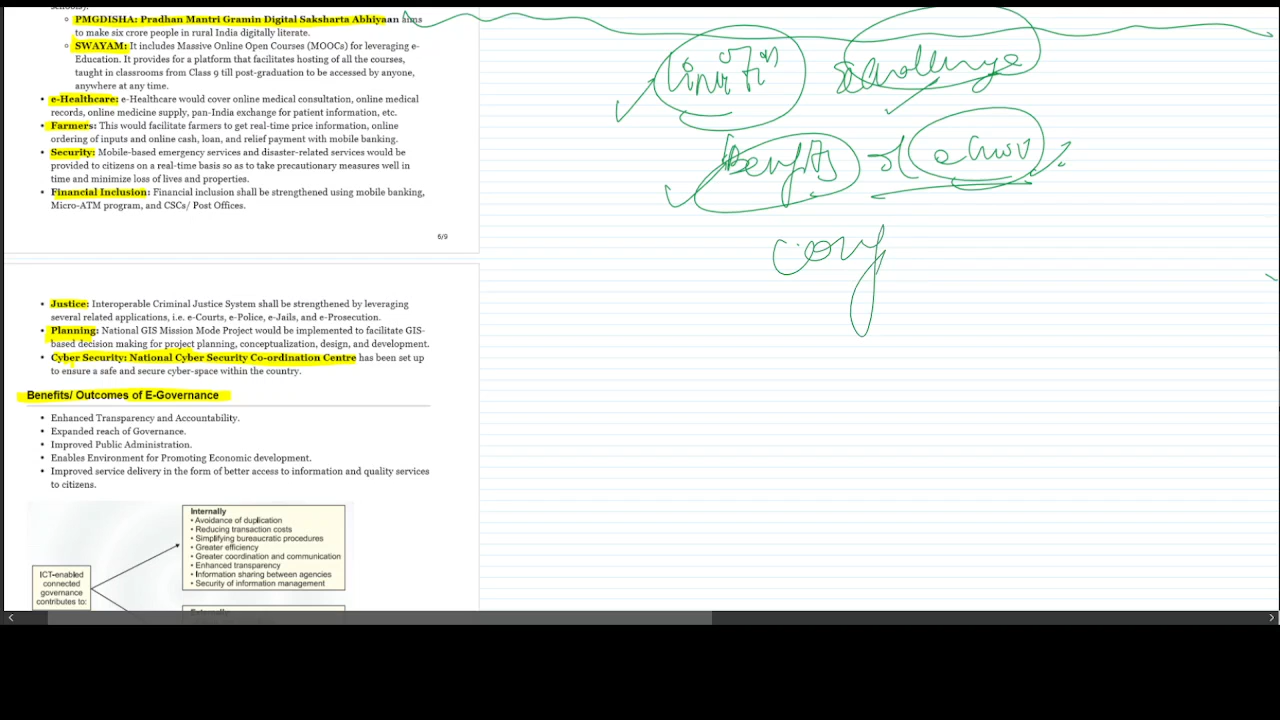 schools).
PMGDISHA: Pradhan Mantri Gramin Digital Saksharta Abhiyaan aims
to make six crore people in rural India digitally literate.
SWAYAM: It includes Massive Online Open Courses (MOOCs) for leveraging e-
Education. It provides for a platform that facilitates hosting of all the courses,
taught in classrooms from Class 9 till post-graduation to be accessed by anyone,
anywhere at any time.
• e-Healthcare: e-Healthcare would cover online medical consultation, online medical
records, online medicine supply, pan-India exchange for patient information, etc.
• Farmers: This would facilitate farmers to get real-time price information, online
ordering of inputs and online cash, loan, and relief payment with mobile banking.
• Security: Mobile-based emergency services and disaster-related services would be
provided to citizens on a real-time basis so as to take precautionary measures well in
time and minimize loss of lives and properties.
• Financial Inclusion: Financial inclusion shall be strengthened using mobile banking,
Micro-ATM program, and CSCs/ Post Offices.
5/9
• Justice: Interoperable Criminal Justice System shall be strengthened by leveraging
several related applications, i.e. e-Courts, e-Police, e-Jails, and e-Prosecution.
• Planning: National GIS Mission Mode Project would be implemented to facilitate GIS-
based decision making for project planning, conceptualization, design, and development.
• Cyber Security: National Cyber Security Co-ordination Centre has been set up
to ensure a safe and secure cyber-space within the country.
Benefits/ Outcomes of E-Governance
• Enhanced Transparency and Accountability.
• Expanded reach of Governance.
• Improved Public Administration.
• Enables Environment for Promoting Economic development.
• Improved service delivery in the form of better access to information and quality services
to citizens.
Internally
• Avoidance of duplication
• Reducing transaction costs
• Simplifying bureaucratic procedures
• Greater efficiency
• Greater coordination and communication
• Enhanced transparency
• Information sharing between agencies
• Security of information management
ICT-enabled
connected
governance
contributes to:
challenge
benefits of